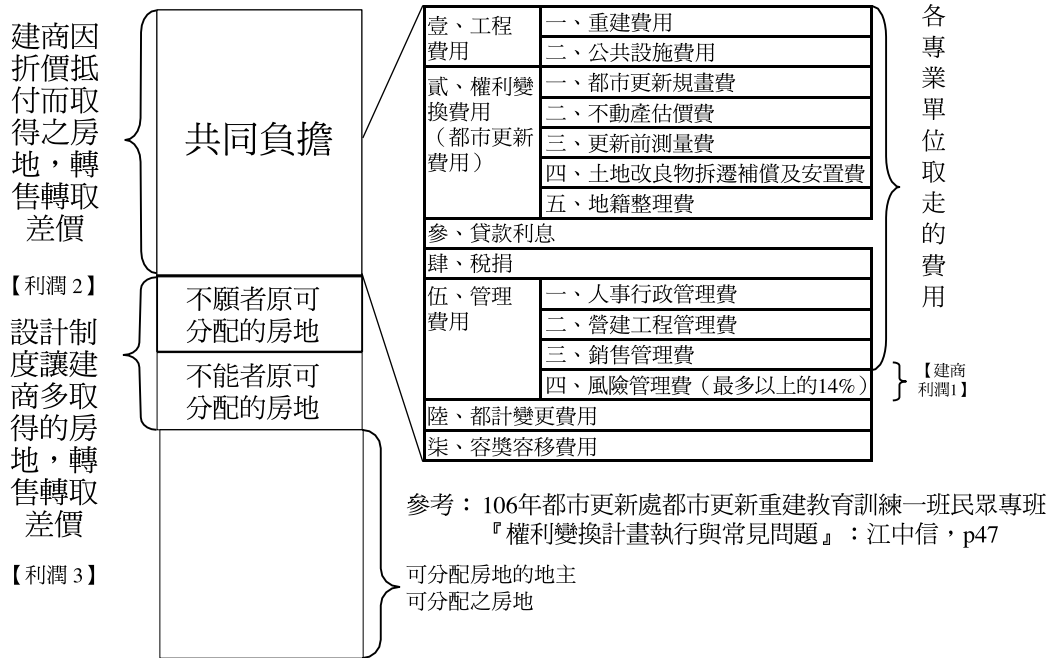 建商因
折價抵
付而取
得之房
地，轉
售轉取
差價
【利潤 2】
設計制
度讓建
商多取
得的房
地，轉
售轉取
差價
【利潤 3】
共同負擔
不願者原可
分配的房地
不能者原可
分配的房地
壹、工程
費用
一、重建費用
二、公共設施費用
貳、權利變
換費用
（都市更新
費用）
一、都市更新規畫費
二、不動產估價費
三、更新前測量費
四、土地改良物拆遷補償及安置費
五、地籍整理費
參、貸款利息
肆、稅捐
伍、管理
費用
一、人事行政管理費
二、營建工程管理費
三、銷售管理費
四、風險管理費（最多以上的14%）
陸、都計變更費用
柒、容獎容移費用
各專業單位取走的費用
【建商
利潤1】
參考：106年都市更新處都市更新重建教育訓練一班民眾專班
『權利變換計畫執行與常見問題』：江中信，p47
可分配房地的地主
可分配之房地